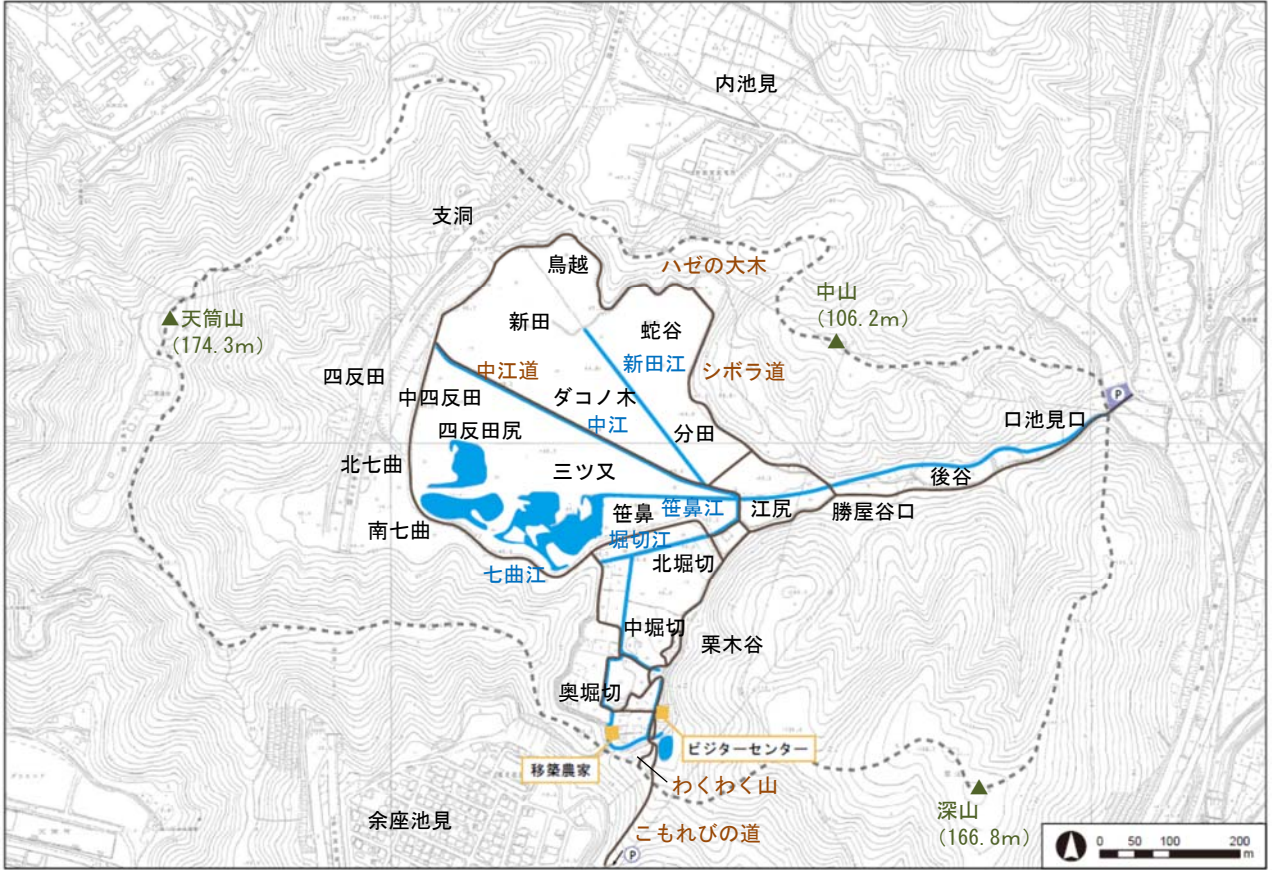 内池見
支洞
鳥越
ハゼの大木
中山
(106.2m)
天筒山
(174.3m)
新田
蛇谷
新田江
シボラ道
中江道
四反田
中四反田
ダコノ木
中江
口池見口
四反田尻
分田
北七曲
三ツ又
後谷
笹鼻
笹鼻江
江尻
勝屋谷口
南七曲
堀切江
北堀切
七曲江
中堀切
栗木谷
奥堀切
ビジターセンター
移築農家
わくわく山
余座池見
こもれびの道
深山
(166.8m)
P
P
0 50 100 200
m